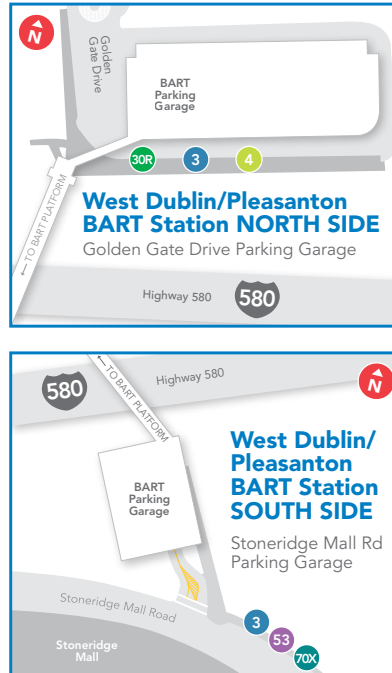 N
Golden
Gate Drive
BART
Parking
Garage
30R
3
4
← TO BART PLATFORM
West Dublin/Pleasanton
BART Station NORTH SIDE
Golden Gate Drive Parking Garage
Highway 580
580
580
Highway 580
N
←TO BART PLATFORM
BART
Parking
Garage
West Dublin/
Pleasanton
BART Station
SOUTH SIDE
Stoneridge Mall Rd
Parking Garage
Stoneridge Mall Road
Stoneridge
Mall
3
53
70X